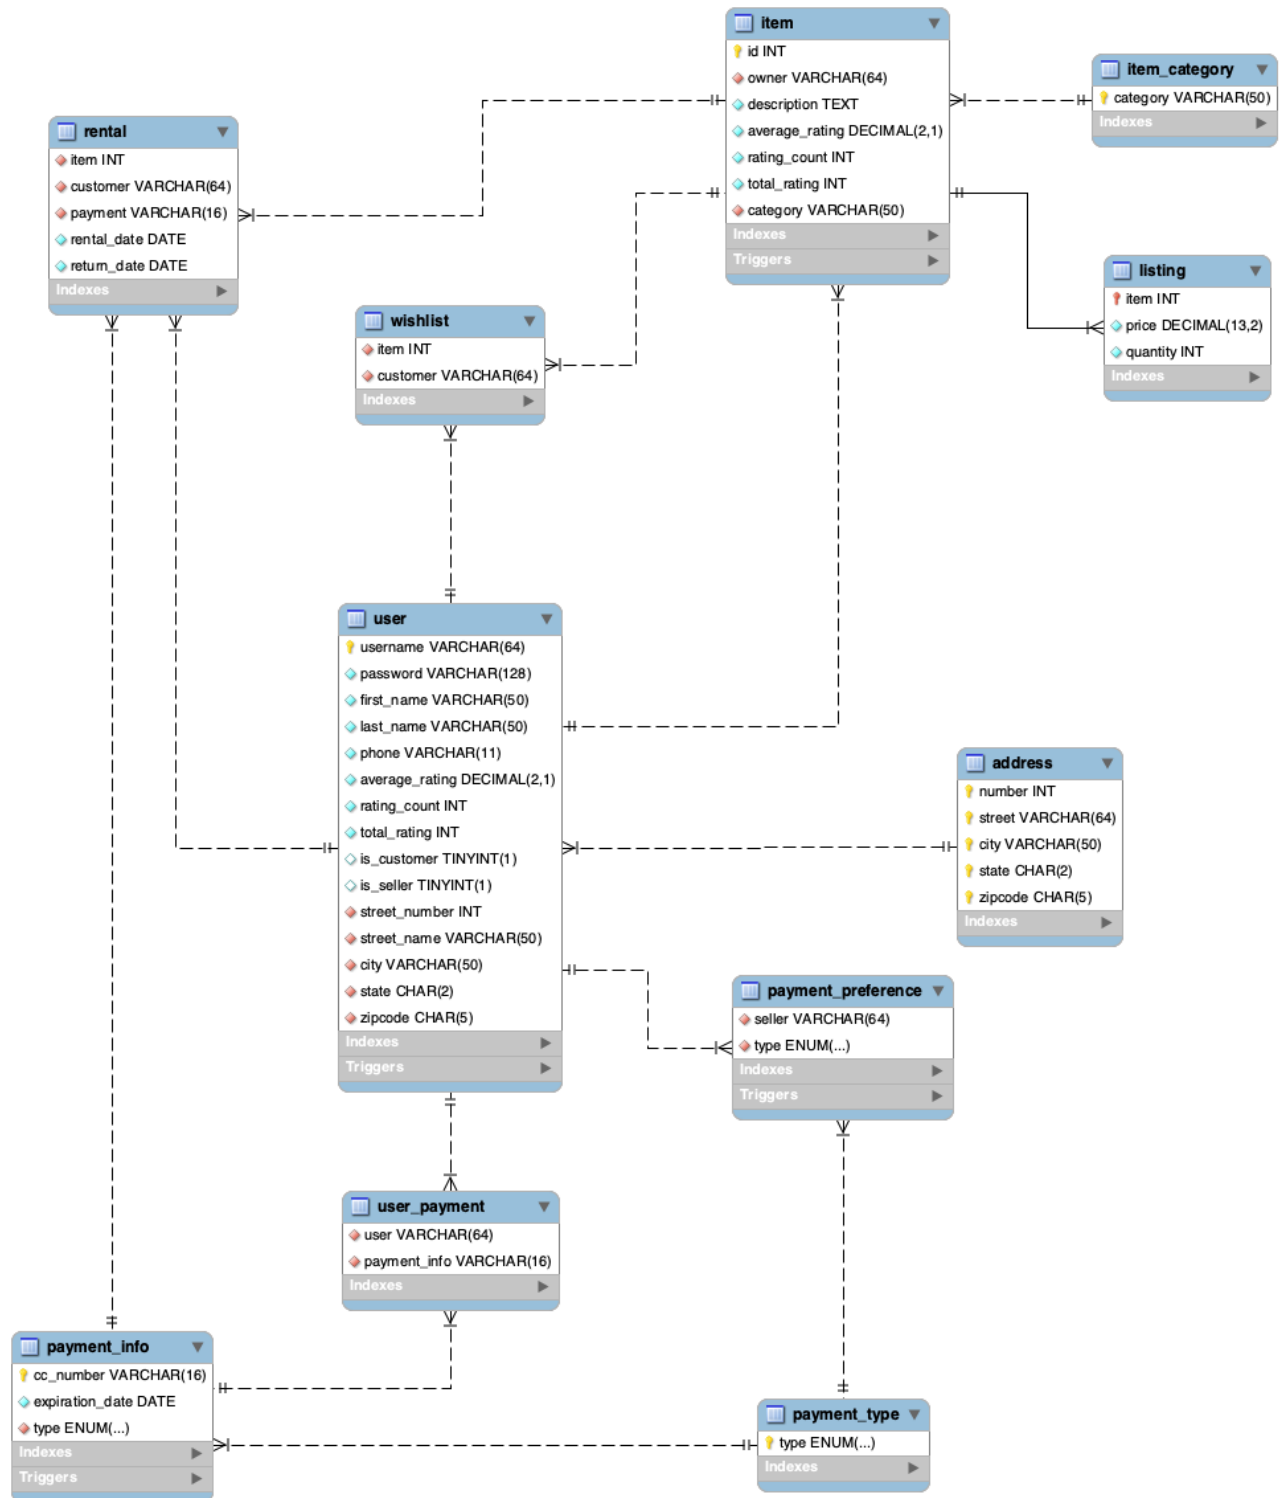 item
id INT
owner VARCHAR(64)
description TEXT
average_rating DECIMAL(2,1)
rating_count INT
total_rating INT
category VARCHAR(50)
Indexes
Triggers
item_category
category VARCHAR(50)
Indexes
rental
item INT
customer VARCHAR(64)
payment VARCHAR(16)
rental_date DATE
return_date DATE
Indexes
listing
item INT
price DECIMAL(13,2)
quantity INT
Indexes
wishlist
item INT
customer VARCHAR(64)
Indexes
user
username VARCHAR(64)
password VARCHAR(128)
first_name VARCHAR(50)
last_name VARCHAR(50)
phone VARCHAR(11)
average_rating DECIMAL(2,1)
rating_count INT
total_rating INT
is_customer TINYINT(1)
is_seller TINYINT(1)
street_number INT
street_name VARCHAR(50)
city VARCHAR(50)
state CHAR(2)
zipcode CHAR(5)
Indexes
Triggers
address
number INT
street VARCHAR(64)
city VARCHAR(50)
state CHAR(2)
zipcode CHAR(5)
Indexes
payment_preference
seller VARCHAR(64)
type ENUM(...)
Indexes
Triggers
user_payment
user VARCHAR(64)
payment_info VARCHAR(16)
Indexes
payment_info
cc_number VARCHAR(16)
expiration_date DATE
type ENUM(...)
Indexes
Triggers
payment_type
type ENUM(...)
Indexes